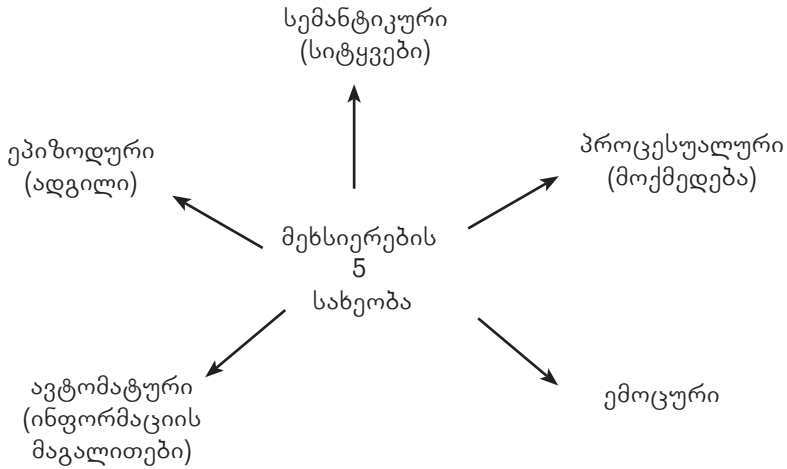 სემანტიკური
(სიტყვები)
ეპიზოდური
(ადგილი)
პროცესუალური
(მოქმედება)
მეხსიერების
5
სახეობა
ავტომატური
(ინფორმაციის
მაგალითები)
ემოცური